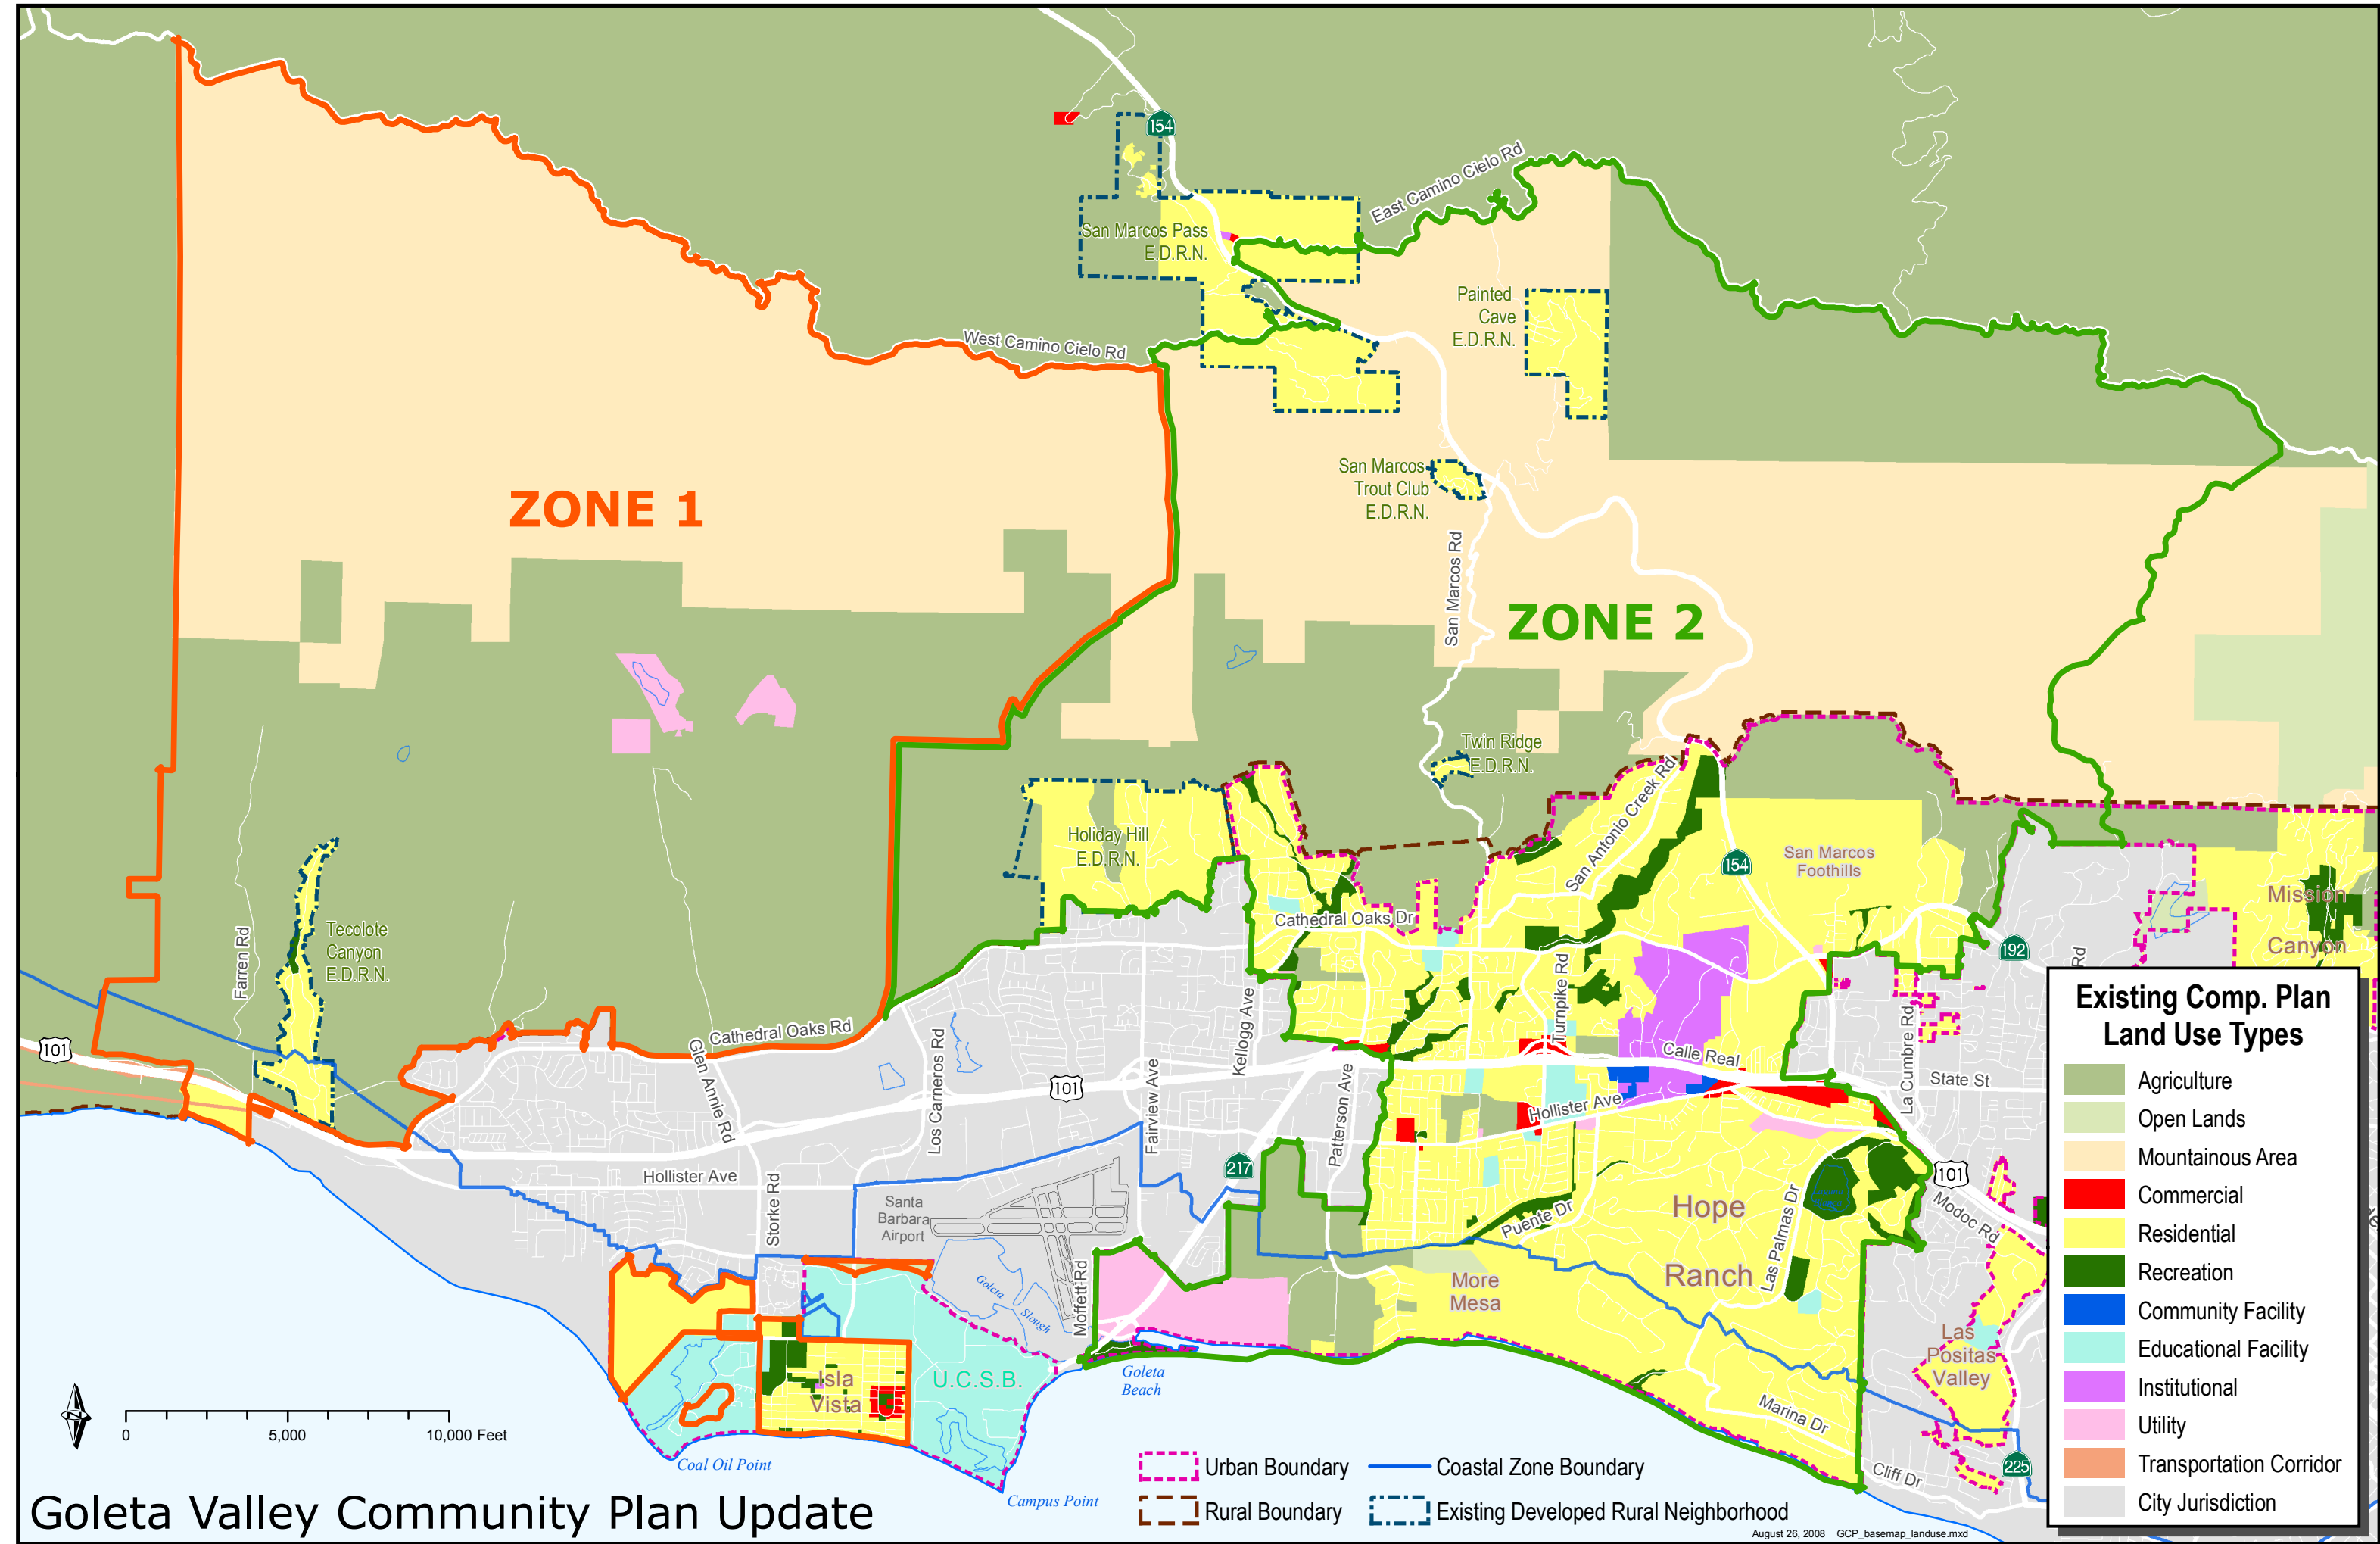 154
East Camino Cielo Rd
San Marcos Pass
E.D.R.N.
Painted
Cave
E.D.R.N.
West Camino Cielo Rd
San Marcos
Trout Club
E.D.R.N.
ZONE 1
San Marcos Rd
ZONE 2
Twin Ridge
E.D.R.N.
San Antonio Creek Rd
Holiday Hill
E.D.R.N.
154
San Marcos
Foothills
Mission
Canyon
Cathedral Oaks Dr
Tecolote
Canyon
E.D.R.N.
Farren Rd
192
Rd
Turnpike Rd
101
Cathedral Oaks Rd
Glen Annie Rd
Los Carneros Rd
Kellogg Ave
Fairview Ave
101
Patterson Ave
Calle Real
State St
La Cumbre Rd
Hollister Ave
Hollister Ave
217
101
Storke Rd
Santa
Barbara
Airport
Puente Dr
Hope
Ranch
Las Palmas Dr
Modoc Rd
Goleta
Slough
Moffett Rd
More
Mesa
Las
Positas
Valley
Isla
Vista
U.C.S.B.
Goleta
Beach
Marina Dr
Cliff Dr
225
Coal Oil Point
Campus Point
0 5,000 10,000 Feet
Goleta Valley Community Plan Update
Urban Boundary
Coastal Zone Boundary
Rural Boundary
Existing Developed Rural Neighborhood
August 26, 2008 GCP_basemap_landuse.mxd
Existing Comp. Plan
Land Use Types
Agriculture
Open Lands
Mountainous Area
Commercial
Residential
Recreation
Community Facility
Educational Facility
Institutional
Utility
Transportation Corridor
City Jurisdiction